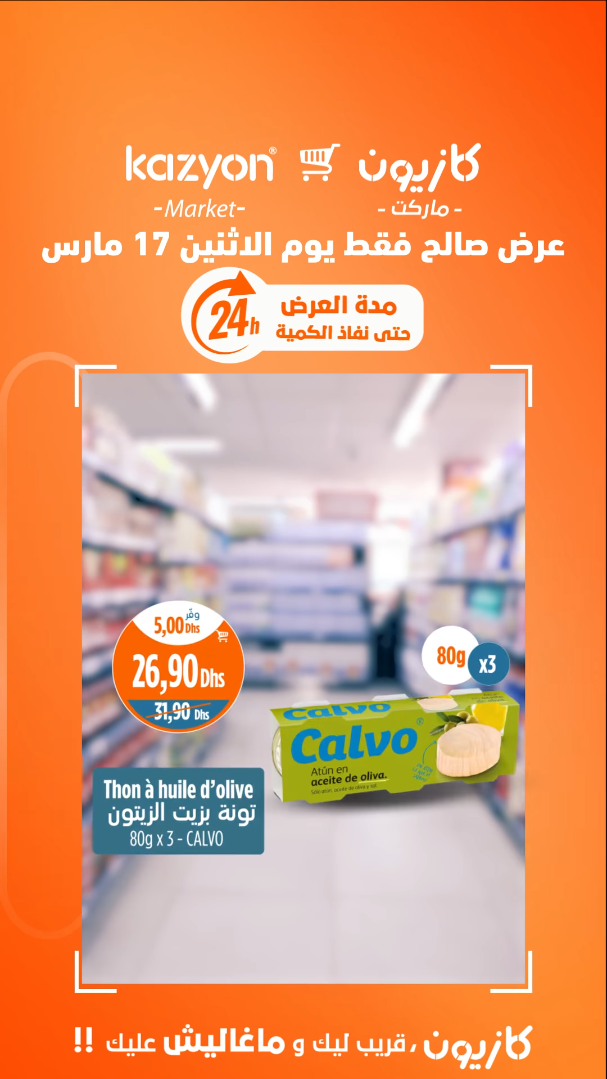 kazyon® كازيون
-Market- - ماركت -
عرض صالح فقط يوم الاثنين 17 مارس
24h
مدة العرض
حتى نفاذ الكمية
وفّر
5,00 Dhs
26,90 Dhs
31,90 Dhs
80g x3
Calvo
Calvo®
Atún en
aceite de oliva.
Thon à huile d'olive
تونة بزيت الزيتون
80g x 3 - CALVO
كازيون، قريب ليك و ماغاليش عليك !!